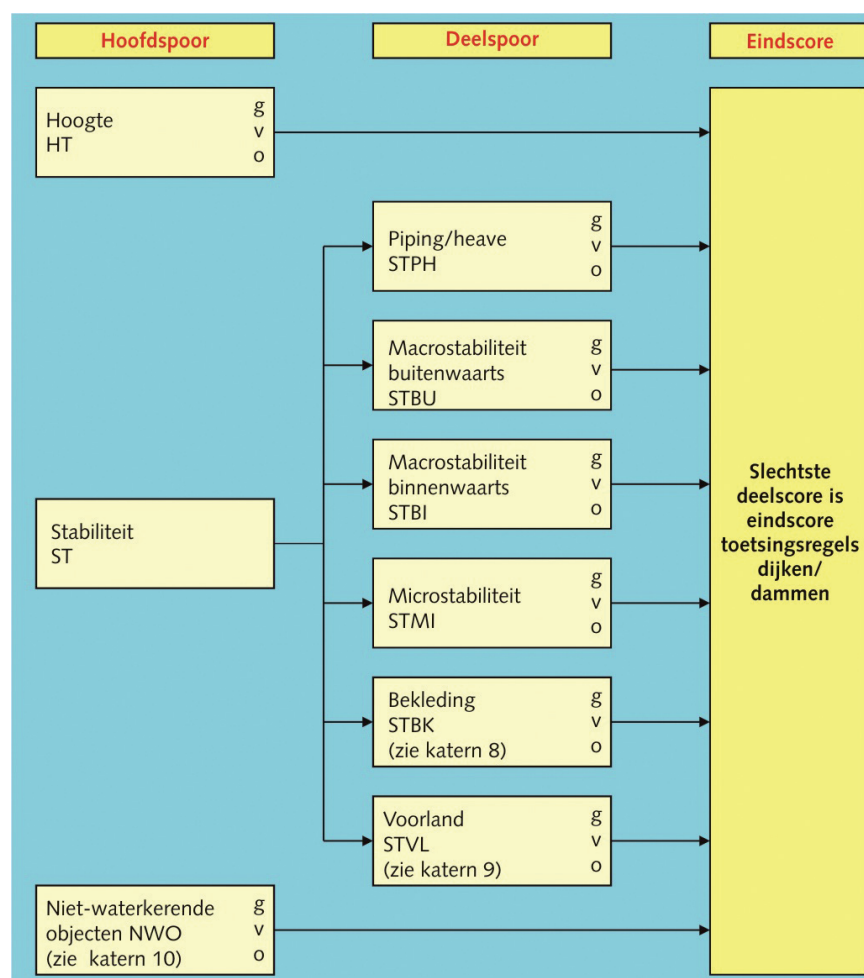 Hoofdspoor
Deelspoor
Eindscore
Hoogte
HT
g
v
o
Piping/heave
STPH
g
v
o
Macrostabiliteit
buitenwaarts
STBU
g
v
o
Macrostabiliteit
binnenwaarts
STBI
g
v
o
Stabiliteit
ST
Microstabiliteit
STMI
g
v
o
Bekleding
STBK
(zie katern 8)
g
v
o
Voorland
STVL
(zie katern 9)
g
v
o
Niet-waterkerende
objecten NWO
(zie katern 10)
g
v
o
Slechtste
deelscore is
eindscore
toetsingsregels
dijken/
dammen